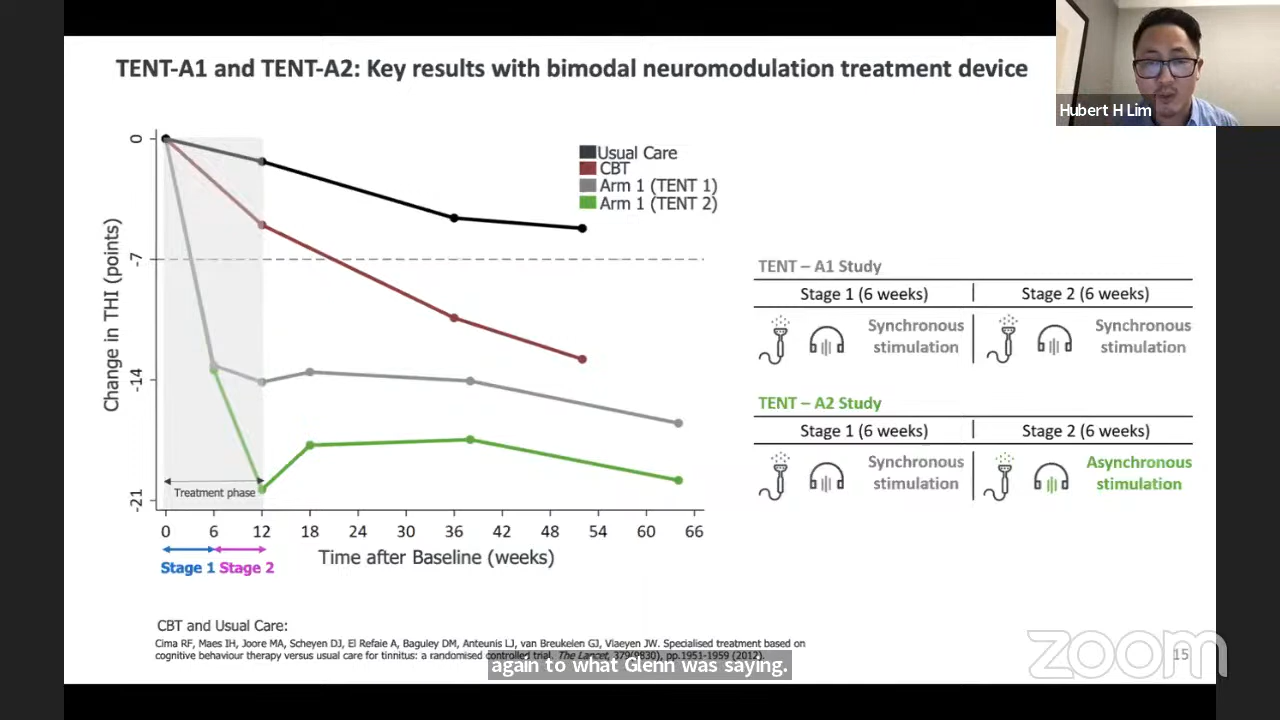 TENT-A1 and TENT-A2: Key results with bimodal neuromodulation treatment device
Hubert H Lim
Usual Care
CBT
Arm 1 (TENT 1)
Arm 1 (TENT 2)
Change in THI (points)
0
-7
-14
-21
Treatment phase
0 6 12 18 24 30 36 42 48 54 60 66
Stage 1 Stage 2
Time after Baseline (weeks)
TENT – A1 Study
Stage 1 (6 weeks) | Stage 2 (6 weeks)
Synchronous stimulation
Synchronous stimulation
TENT – A2 Study
Stage 1 (6 weeks) | Stage 2 (6 weeks)
Synchronous stimulation
Asynchronous stimulation
CBT and Usual Care:
Cima RF, Maes IH, Joore MA, Scheyen DJ, El Refaie A, Baguley DM, Anteunis LJ, van Breukelen GJ, Vlaeyen JW. Specialised treatment based on
cognitive behaviour therapy versus usual care for tinnitus: a randomised controlled trial. The Lancet, 379(9830), pp.1951-1959 (2012).
again to what Glenn was saying.
zoom
15